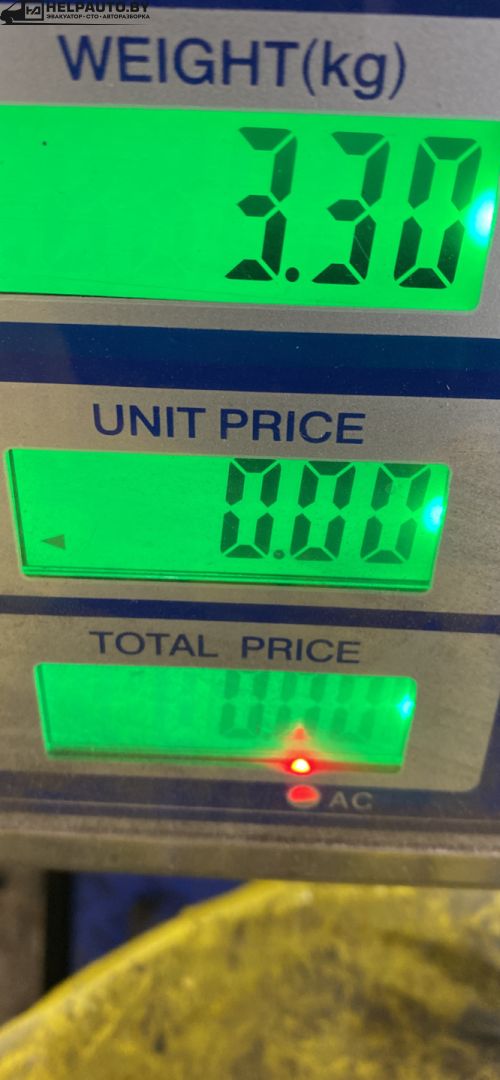 HELPAUTO.BY
ЭВАКУАТОР · СТО · АВТОРАЗБОРКА
WEIGHT(kg)
3.30
UNIT PRICE
0.00
TOTAL PRICE
0.00
AC